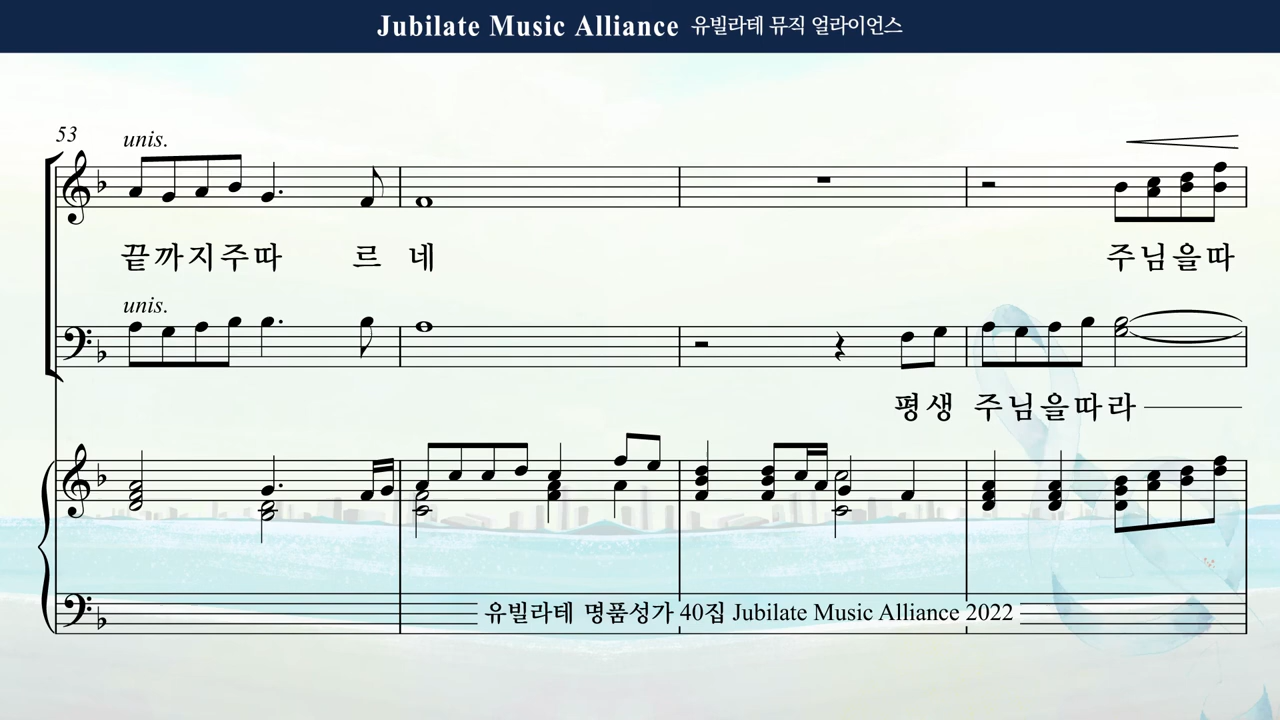 Jubilate Music Alliance 유빌라테 뮤직 얼라이언스
53
unis.
끝까지주따 르 네 주님을따
unis.
평생 주님을따라
유빌라테 명품성가 40집 Jubilate Music Alliance 2022